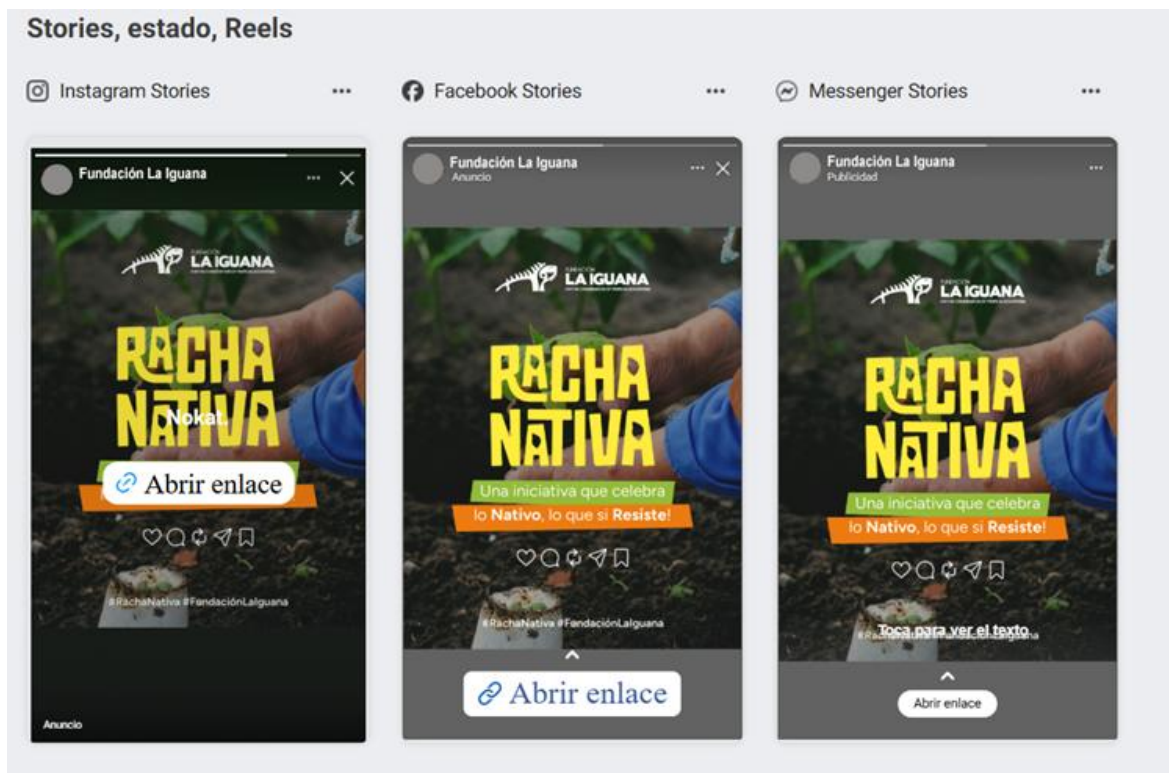 Stories, estado, Reels
Instagram Stories
Fundación La Iguana
FUNDACIÓN
LA IGUANA
RACHA
NATIVA
Nokat.
Abrir enlace
#RachaNativa #FundaciónLaIguana
Anuncio
Facebook Stories
Fundación La Iguana
Anuncio
FUNDACIÓN
LA IGUANA
RACHA
NATIVA
Una iniciativa que celebra
lo Nativo, lo que si Resiste!
#RachaNativa #FundaciónLaIguana
Abrir enlace
Messenger Stories
Fundación La Iguana
Publicidad
FUNDACIÓN
LA IGUANA
RACHA
NATIVA
Una iniciativa que celebra
lo Nativo, lo que si Resiste!
Toca para ver el texto
Abrir enlace